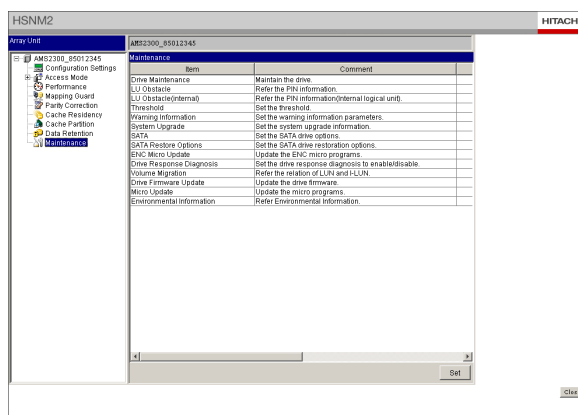 HSNM2
HITACH
Array Unit
AMS2300_85012345
Configuration Settings
Access Mode
Performance
Mapping Guard
Parity Correction
Cache Residency
Cache Partition
Data Retention
Maintenance
AMS2300_85012345
Maintenance
Item Comment
Drive Maintenance Maintain the drive.
LU Obstacle Refer the PIN information.
LU Obstacle(internal) Refer the PIN information(Internal logical unit).
Threshold Set the threshold.
Warning Information Set the warning information parameters.
System Upgrade Set the system upgrade information.
SATA Set the SATA drive options.
SATA Restore Options Set the SATA drive restoration options.
ENC Micro Update Update the ENC micro programs.
Drive Response Diagnosis Set the drive response diagnosis to enable/disable.
Volume Migration Refer the relation of LUN and I-LUN.
Drive Firmware Update Update the drive firmware.
Micro Update Update the micro programs.
Environmental Information Refer Environmental Information.
Set
Clos